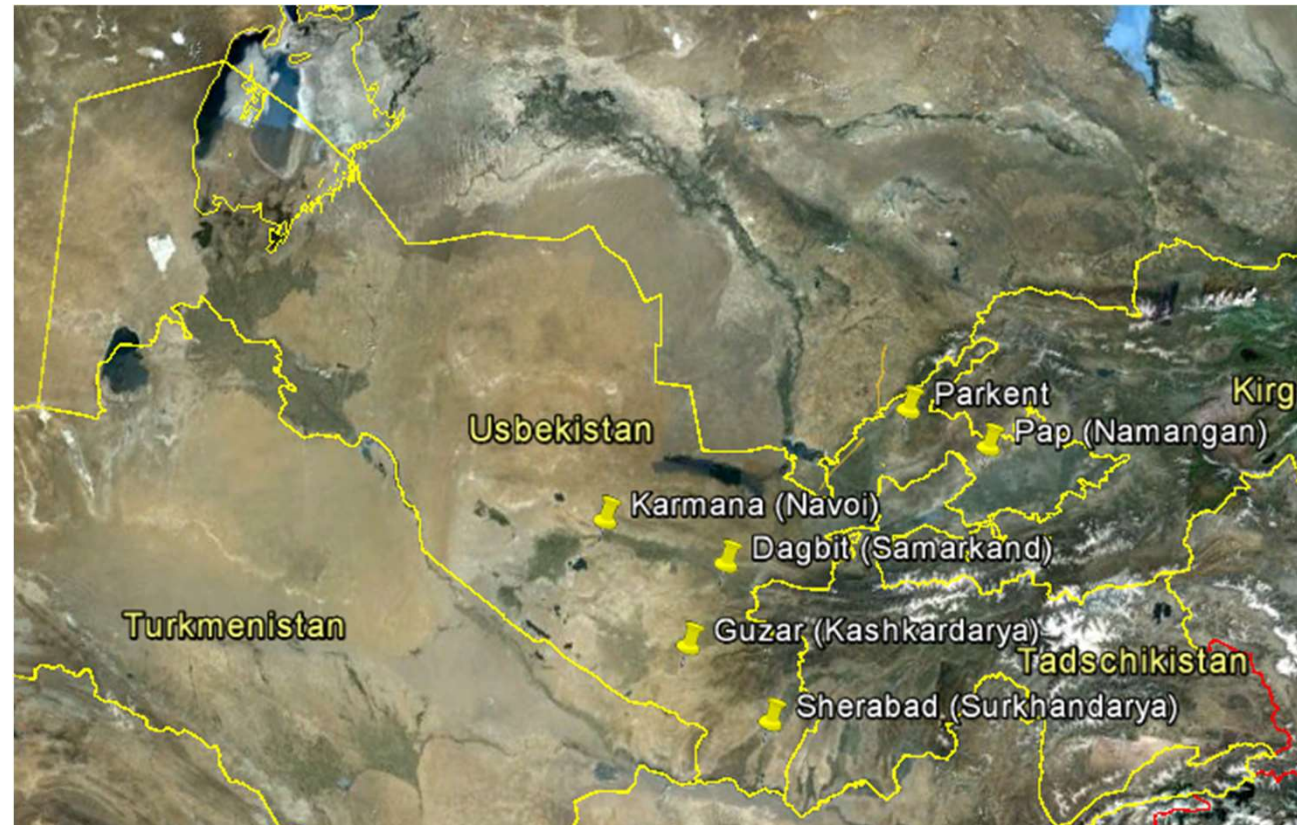 Parkent
Kirg
Usbekistan
Pap (Namangan)
Karmana (Navoi)
Dagbit (Samarkand)
Turkmenistan
Guzar (Kashkardarya)
Tadschikistan
Sherabad (Surkhandarya)